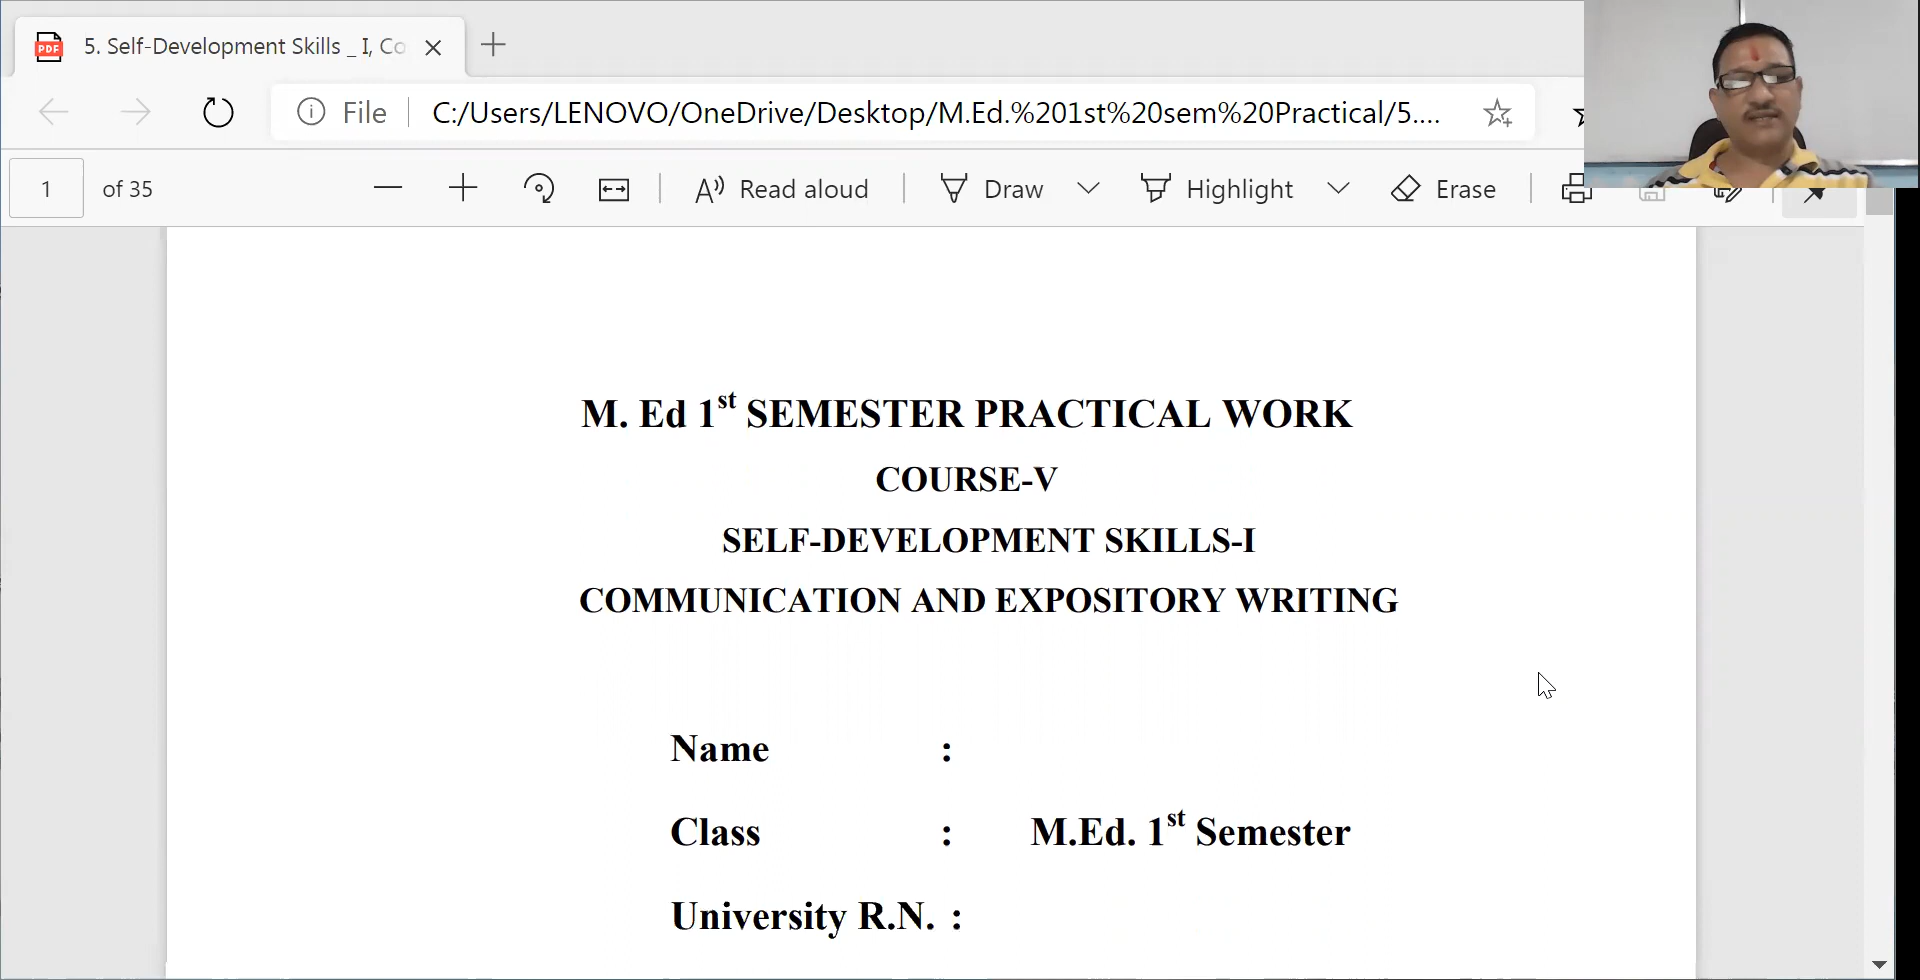 5. Self-Development Skills _ I, Co
File
C:/Users/LENOVO/OneDrive/Desktop/M.Ed.%201st%20sem%20Practical/5....
1 of 35
Read aloud
Draw
Highlight
Erase
M. Ed 1st SEMESTER PRACTICAL WORK
COURSE-V
SELF-DEVELOPMENT SKILLS-I
COMMUNICATION AND EXPOSITORY WRITING
Name :
Class : M.Ed. 1st Semester
University R.N. :